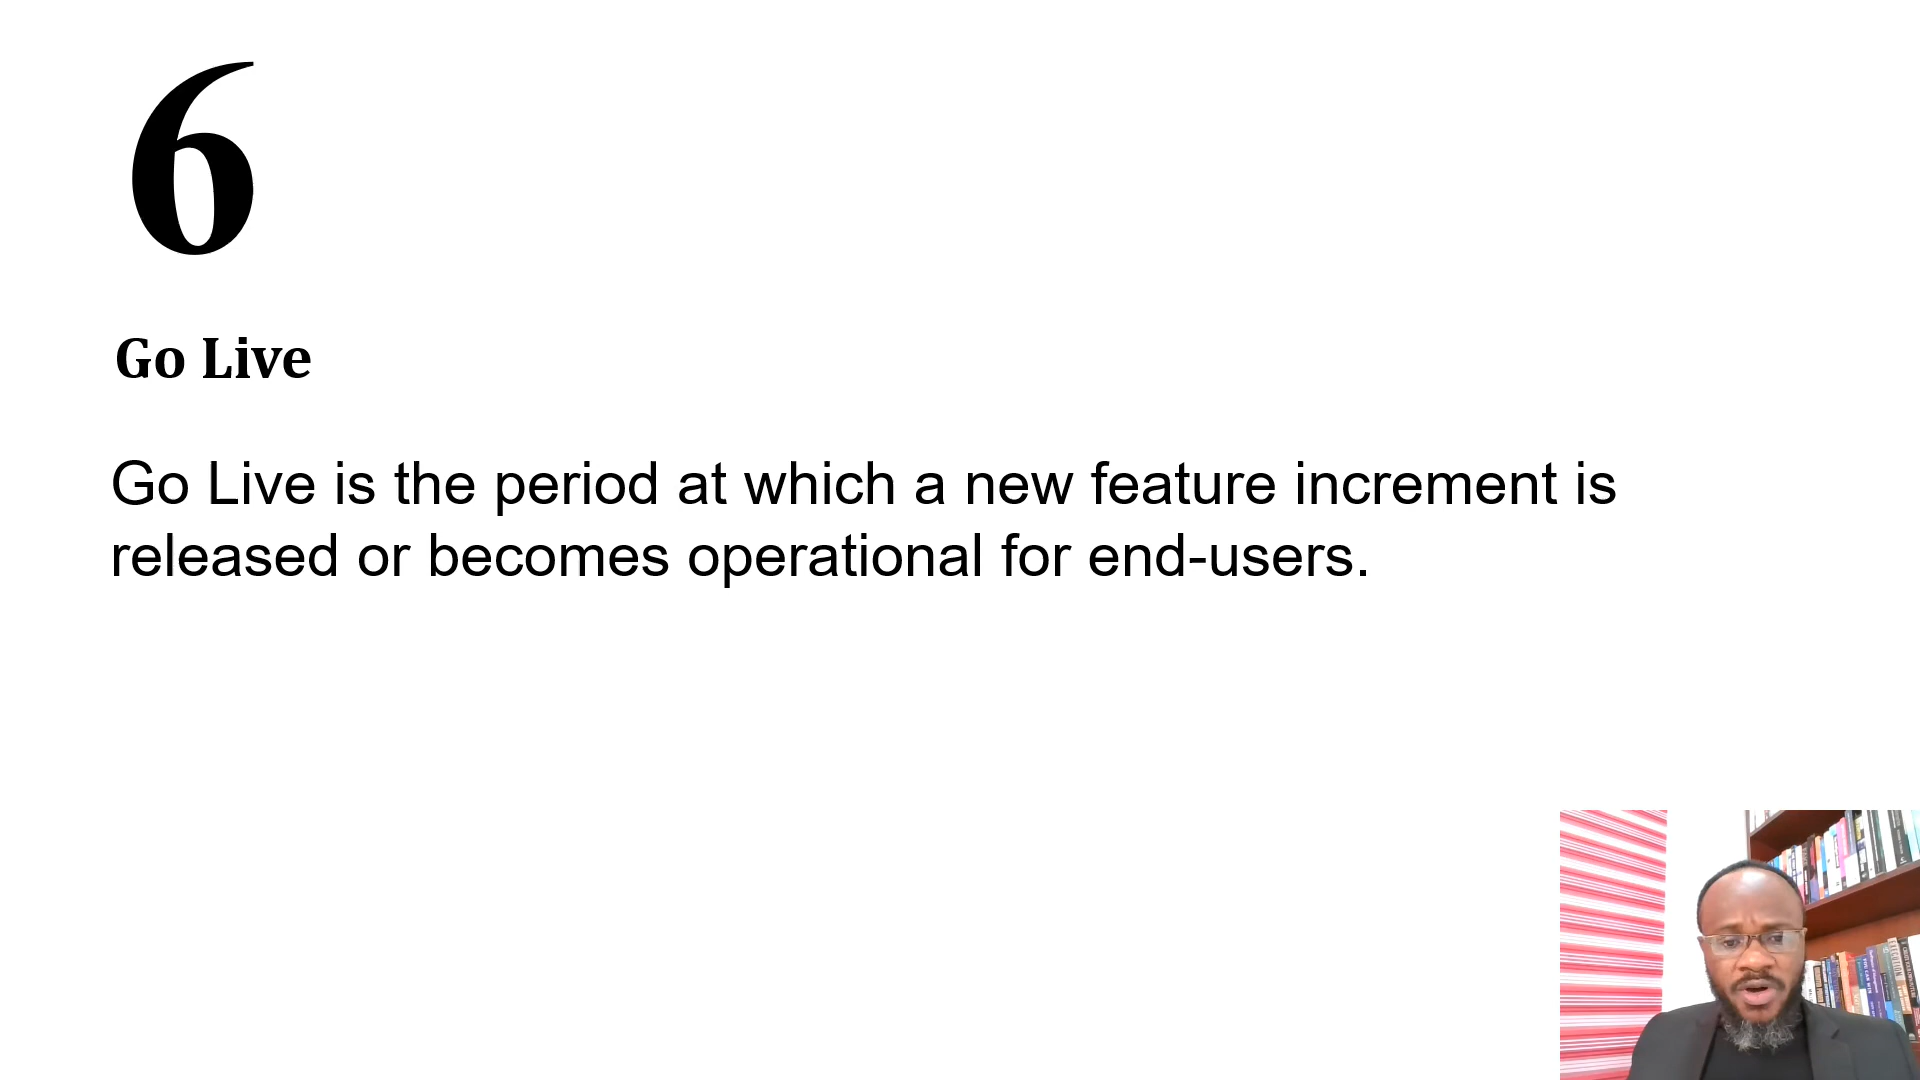 6
Go Live
Go Live is the period at which a new feature increment is
released or becomes operational for end-users.